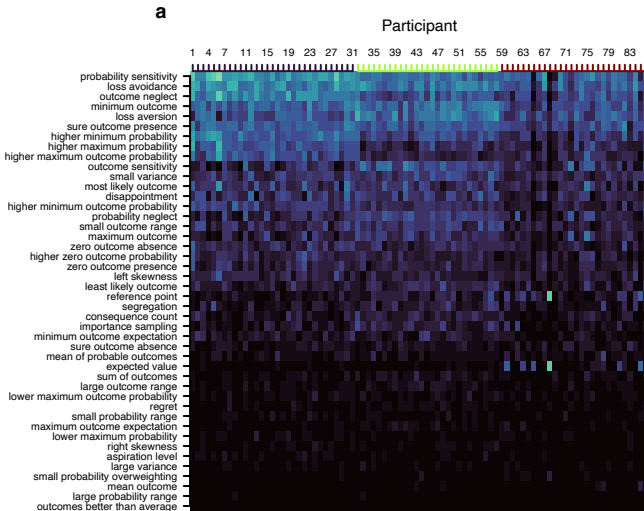 a
Participant
1 4 7 11 15 19 23 27 31 35 39 43 47 51 55 59 63 67 71 75 79 83
probability sensitivity
loss avoidance
outcome neglect
minimum outcome
loss aversion
sure outcome presence
higher minimum probability
higher maximum probability
higher maximum outcome probability
outcome sensitivity
small variance
most likely outcome
disappointment
higher minimum outcome probability
probability neglect
small outcome range
maximum outcome
zero outcome absence
higher zero outcome probability
zero outcome presence
left skewness
least likely outcome
reference point
segregation
consequence count
importance sampling
minimum outcome expectation
sure outcome absence
mean of probable outcomes
expected value
sum of outcomes
large outcome range
lower maximum outcome probability
regret
small probability range
maximum outcome expectation
lower maximum probability
right skewness
aspiration level
large variance
small probability overweighting
mean outcome
large probability range
outcomes better than average